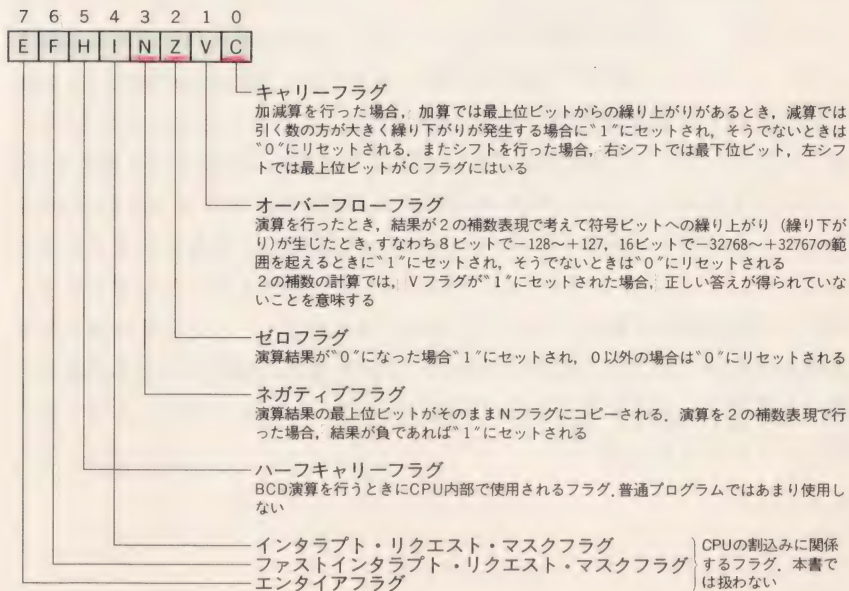 7 6 5 4 3 2 1 0
E F H I N Z V C
キャリーフラグ
加減算を行った場合，加算では最上位ビットからの繰り上がりがあるとき，減算では
引く数の方が大きく繰り下がりが発生する場合に“1”にセットされ，そうでないときは
“0”にリセットされる．またシフトを行った場合，右シフトでは最下位ビット，左シフ
トでは最上位ビットがCフラグにはいる
オーバーフローフラグ
演算を行ったとき，結果が2の補数表現で考えて符号ビットへの繰り上がり（繰り下が
り）が生じたとき，すなわち8ビットで−128〜＋127，16ビットで−32768〜＋32767の範
囲を起えるときに“1”にセットされ，そうでないときは“0”にリセットされる
2の補数の計算では，Vフラグが“1”にセットされた場合，正しい答えが得られていな
いことを意味する
ゼロフラグ
演算結果が“0”になった場合“1”にセットされ，0以外の場合は“0”にリセットされる
ネガティブフラグ
演算結果の最上位ビットがそのままNフラグにコピーされる．演算を2の補数表現で行
った場合，結果が負であれば“1”にセットされる
ハーフキャリーフラグ
BCD演算を行うときにCPU内部で使用されるフラグ．普通プログラムではあまり使用し
ない
インタラプト・リクエスト・マスクフラグ
ファストインタラプト・リクエスト・マスクフラグ
エンタイアフラグ
CPUの割込みに関係
するフラグ．本書で
は扱わない